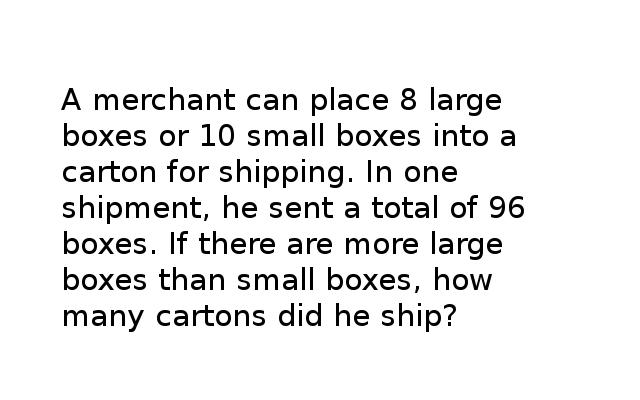 A merchant can place 8 large
boxes or 10 small boxes into a
carton for shipping. In one
shipment, he sent a total of 96
boxes. If there are more large
boxes than small boxes, how
many cartons did he ship?